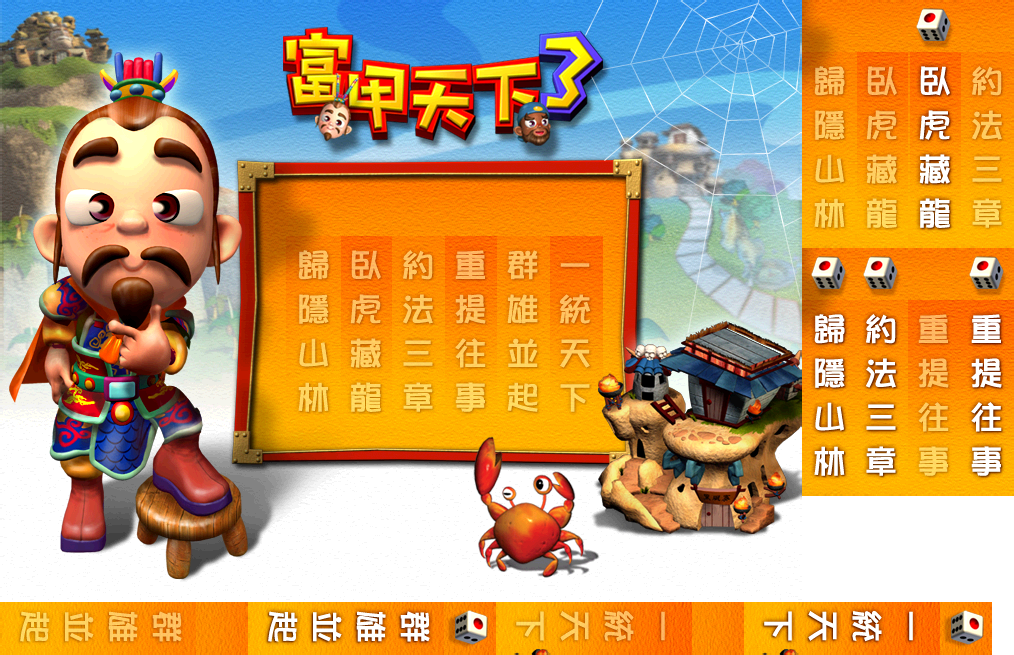 富甲天下3
一統天下
群雄並起
重提往事
約法三章
臥虎藏龍
歸隱山林
約法三章
臥虎藏龍
臥虎藏龍
歸隱山林
重提往事
重提往事
約法三章
歸隱山林
群雄並起
群雄並起
一統天下
一統天下